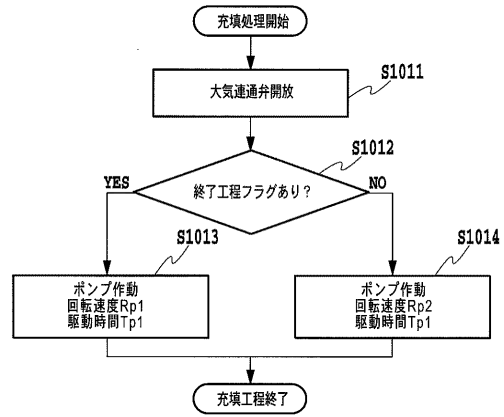 充填処理開始
S1011
大気連通弁開放
S1012
終了工程フラグあり？
YES
NO
S1013
ポンプ作動
回転速度Rp1
駆動時間Tp1
S1014
ポンプ作動
回転速度Rp2
駆動時間Tp1
充填工程終了